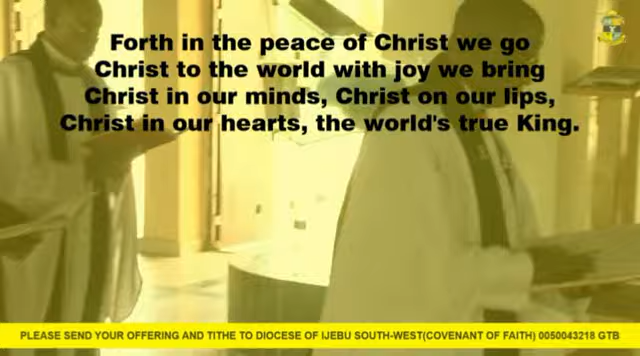 Forth in the peace of Christ we go
Christ to the world with joy we bring
Christ in our minds, Christ on our lips,
Christ in our hearts, the world's true King.
PLEASE SEND YOUR OFFERING AND TITHE TO DIOCESE OF IJEBU SOUTH-WEST(COVENANT OF FAITH) 0050043218 GTB